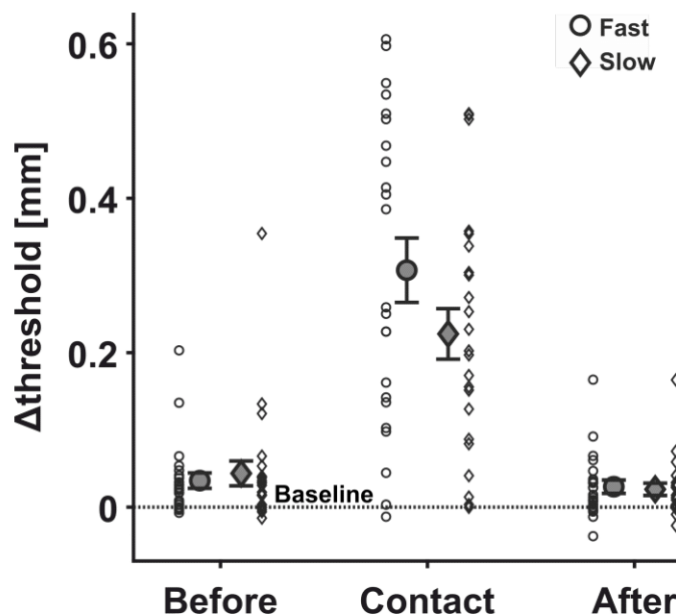 Fast
Slow
Δthreshold [mm]
0.6
0.4
0.2
0
Baseline
Before Contact After